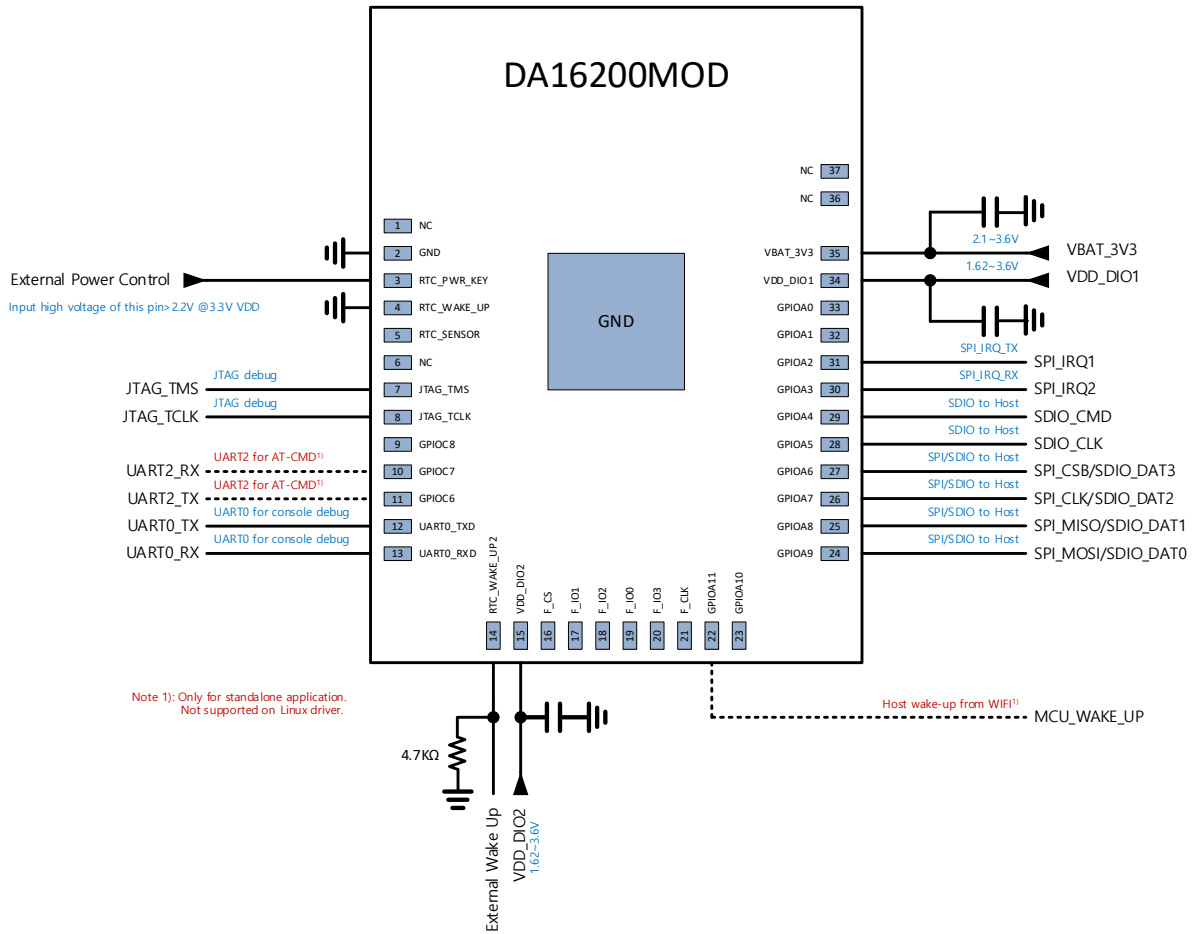 DA16200MOD
NC 37
NC 36
1 NC
2 GND
External Power Control
3 RTC_PWR_KEY
Input high voltage of this pin>2.2V @3.3V VDD
4 RTC_WAKE_UP
5 RTC_SENSOR
6 NC
JTAG debug
JTAG_TMS
7 JTAG_TMS
JTAG debug
JTAG_TCLK
8 JTAG_TCLK
9 GPIOC8
UART2 for AT-CMD1)
UART2_RX
10 GPIOC7
UART2 for AT-CMD1)
UART2_TX
11 GPIOC6
UART0 for console debug
UART0_TX
12 UART0_TXD
UART0 for console debug
UART0_RX
13 UART0_RXD
GND
2.1~3.6V
VBAT_3V3 35
VBAT_3V3
1.62~3.6V
VDD_DIO1 34
VDD_DIO1
GPIOA0 33
GPIOA1 32
SPI_IRQ_TX
GPIOA2 31
SPI_IRQ1
SPI_IRQ_RX
GPIOA3 30
SPI_IRQ2
SDIO to Host
GPIOA4 29
SDIO_CMD
SDIO to Host
GPIOA5 28
SDIO_CLK
SPI/SDIO to Host
GPIOA6 27
SPI_CSB/SDIO_DAT3
SPI/SDIO to Host
GPIOA7 26
SPI_CLK/SDIO_DAT2
SPI/SDIO to Host
GPIOA8 25
SPI_MISO/SDIO_DAT1
SPI/SDIO to Host
GPIOA9 24
SPI_MOSI/SDIO_DAT0
RTC_WAKE_UP2
14
VDD_DIO2
15
F_CS
16
F_IO1
17
F_IO2
18
F_IO0
19
F_IO3
20
F_CLK
21
GPIOA11
22
GPIOA10
23
Note 1): Only for standalone application.
Not supported on Linux driver.
Host wake-up from WIFI1)
MCU_WAKE_UP
4.7KΩ
External Wake Up
VDD_DIO2
1.62~3.6V